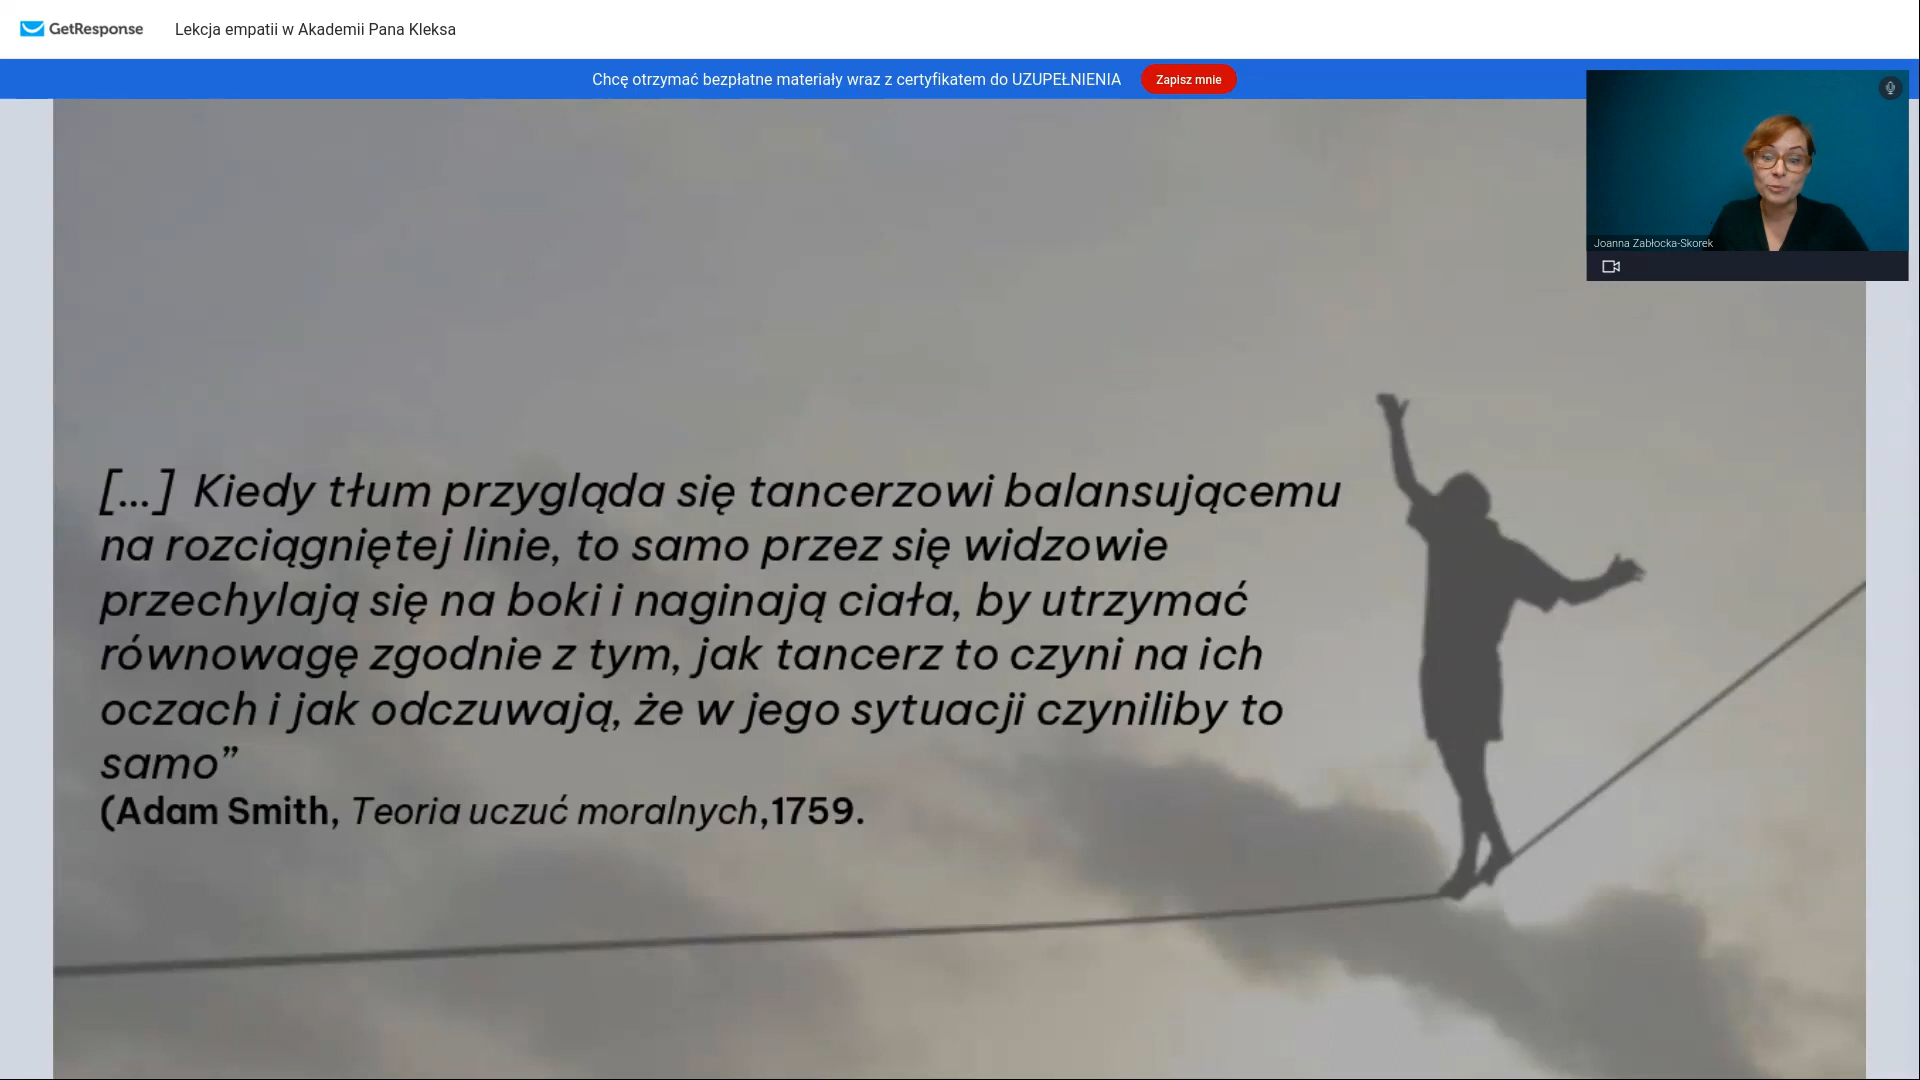 GetResponse
Lekcja empatii w Akademii Pana Kleksa
Chcę otrzymać bezpłatne materiały wraz z certyfikatem do UZUPEŁNIENIA
Zapisz mnie
Joanna Zabłocka-Skorek
[...] Kiedy tłum przygląda się tancerzowi balansującemu
na rozciągniętej linie, to samo przez się widzowie
przechylają się na boki i naginają ciała, by utrzymać
równowagę zgodnie z tym, jak tancerz to czyni na ich
oczach i jak odczuwają, że w jego sytuacji czyniliby to
samo”
(Adam Smith, Teoria uczuć moralnych,1759.